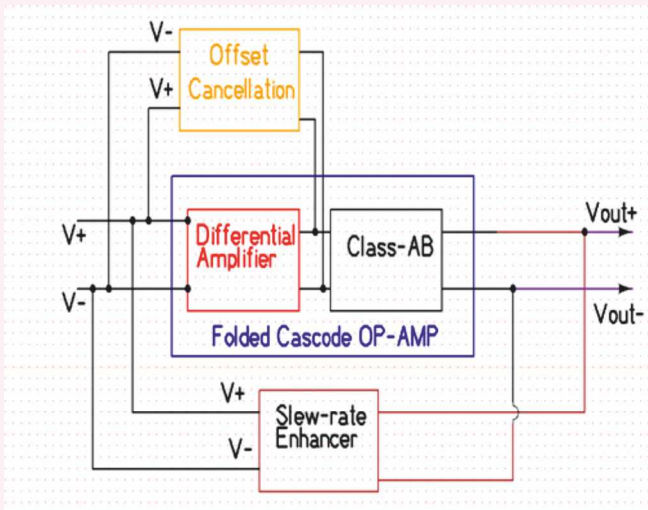 V-
Offset
Cancellation
V+
V+
Differential
Amplifier
Class-AB
Vout+
V-
Vout-
Folded Cascode OP-AMP
V+
Slew-rate
Enhancer
V-